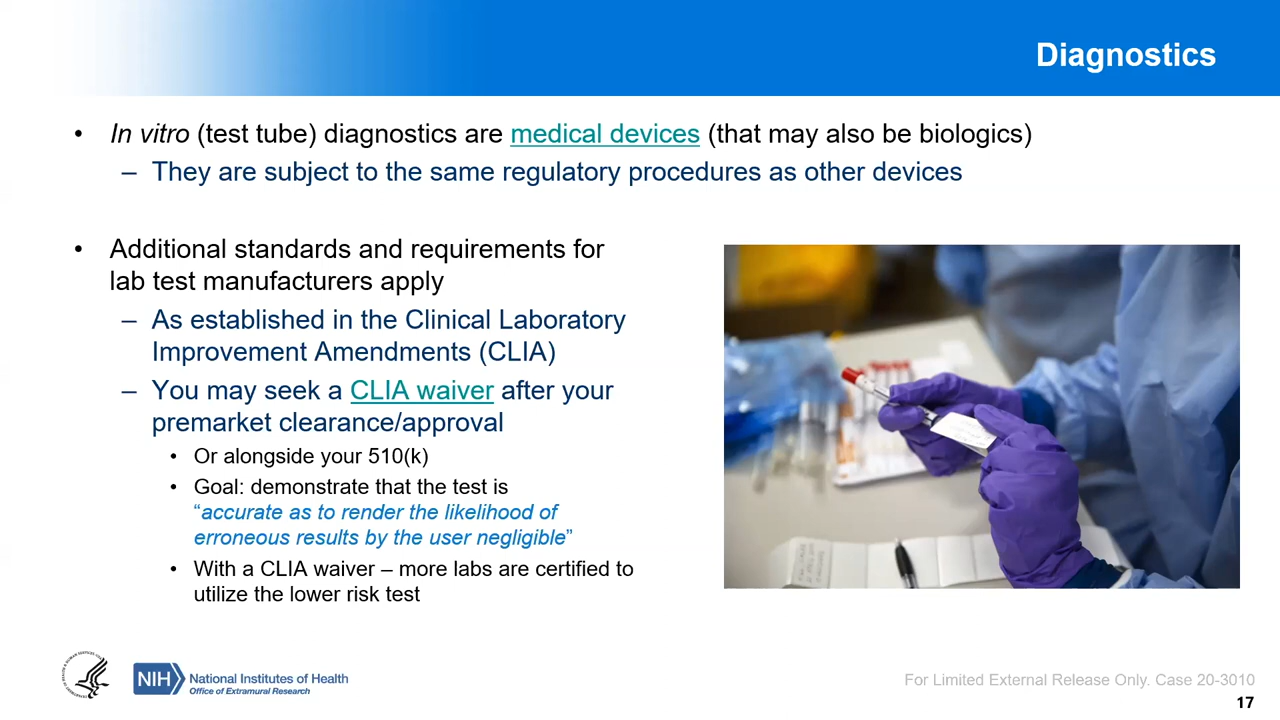 Diagnostics
• In vitro (test tube) diagnostics are medical devices (that may also be biologics)
– They are subject to the same regulatory procedures as other devices
• Additional standards and requirements for
lab test manufacturers apply
– As established in the Clinical Laboratory
Improvement Amendments (CLIA)
– You may seek a CLIA waiver after your
premarket clearance/approval
• Or alongside your 510(k)
• Goal: demonstrate that the test is
“accurate as to render the likelihood of
erroneous results by the user negligible”
• With a CLIA waiver – more labs are certified to
utilize the lower risk test
NIH National Institutes of Health
Office of Extramural Research
For Limited External Release Only. Case 20-3010
17